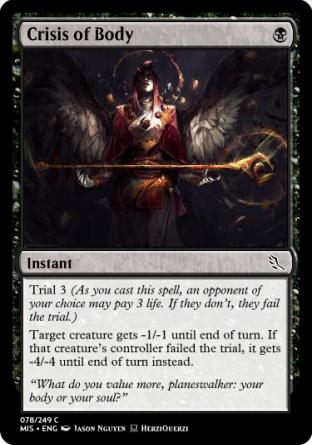 Crisis of Body
Instant
Trial 3 (As you cast this spell, an opponent of
your choice may pay 3 life. If they don't, they fail
the trial.)
Target creature gets -1/-1 until end of turn. If
that creature's controller failed the trial, it gets
-4/-4 until end of turn instead.
“What do you value more, planeswalker: your
body or your soul?”
078/249 C
MIS • ENG Jason Nguyen HerziQuerzi